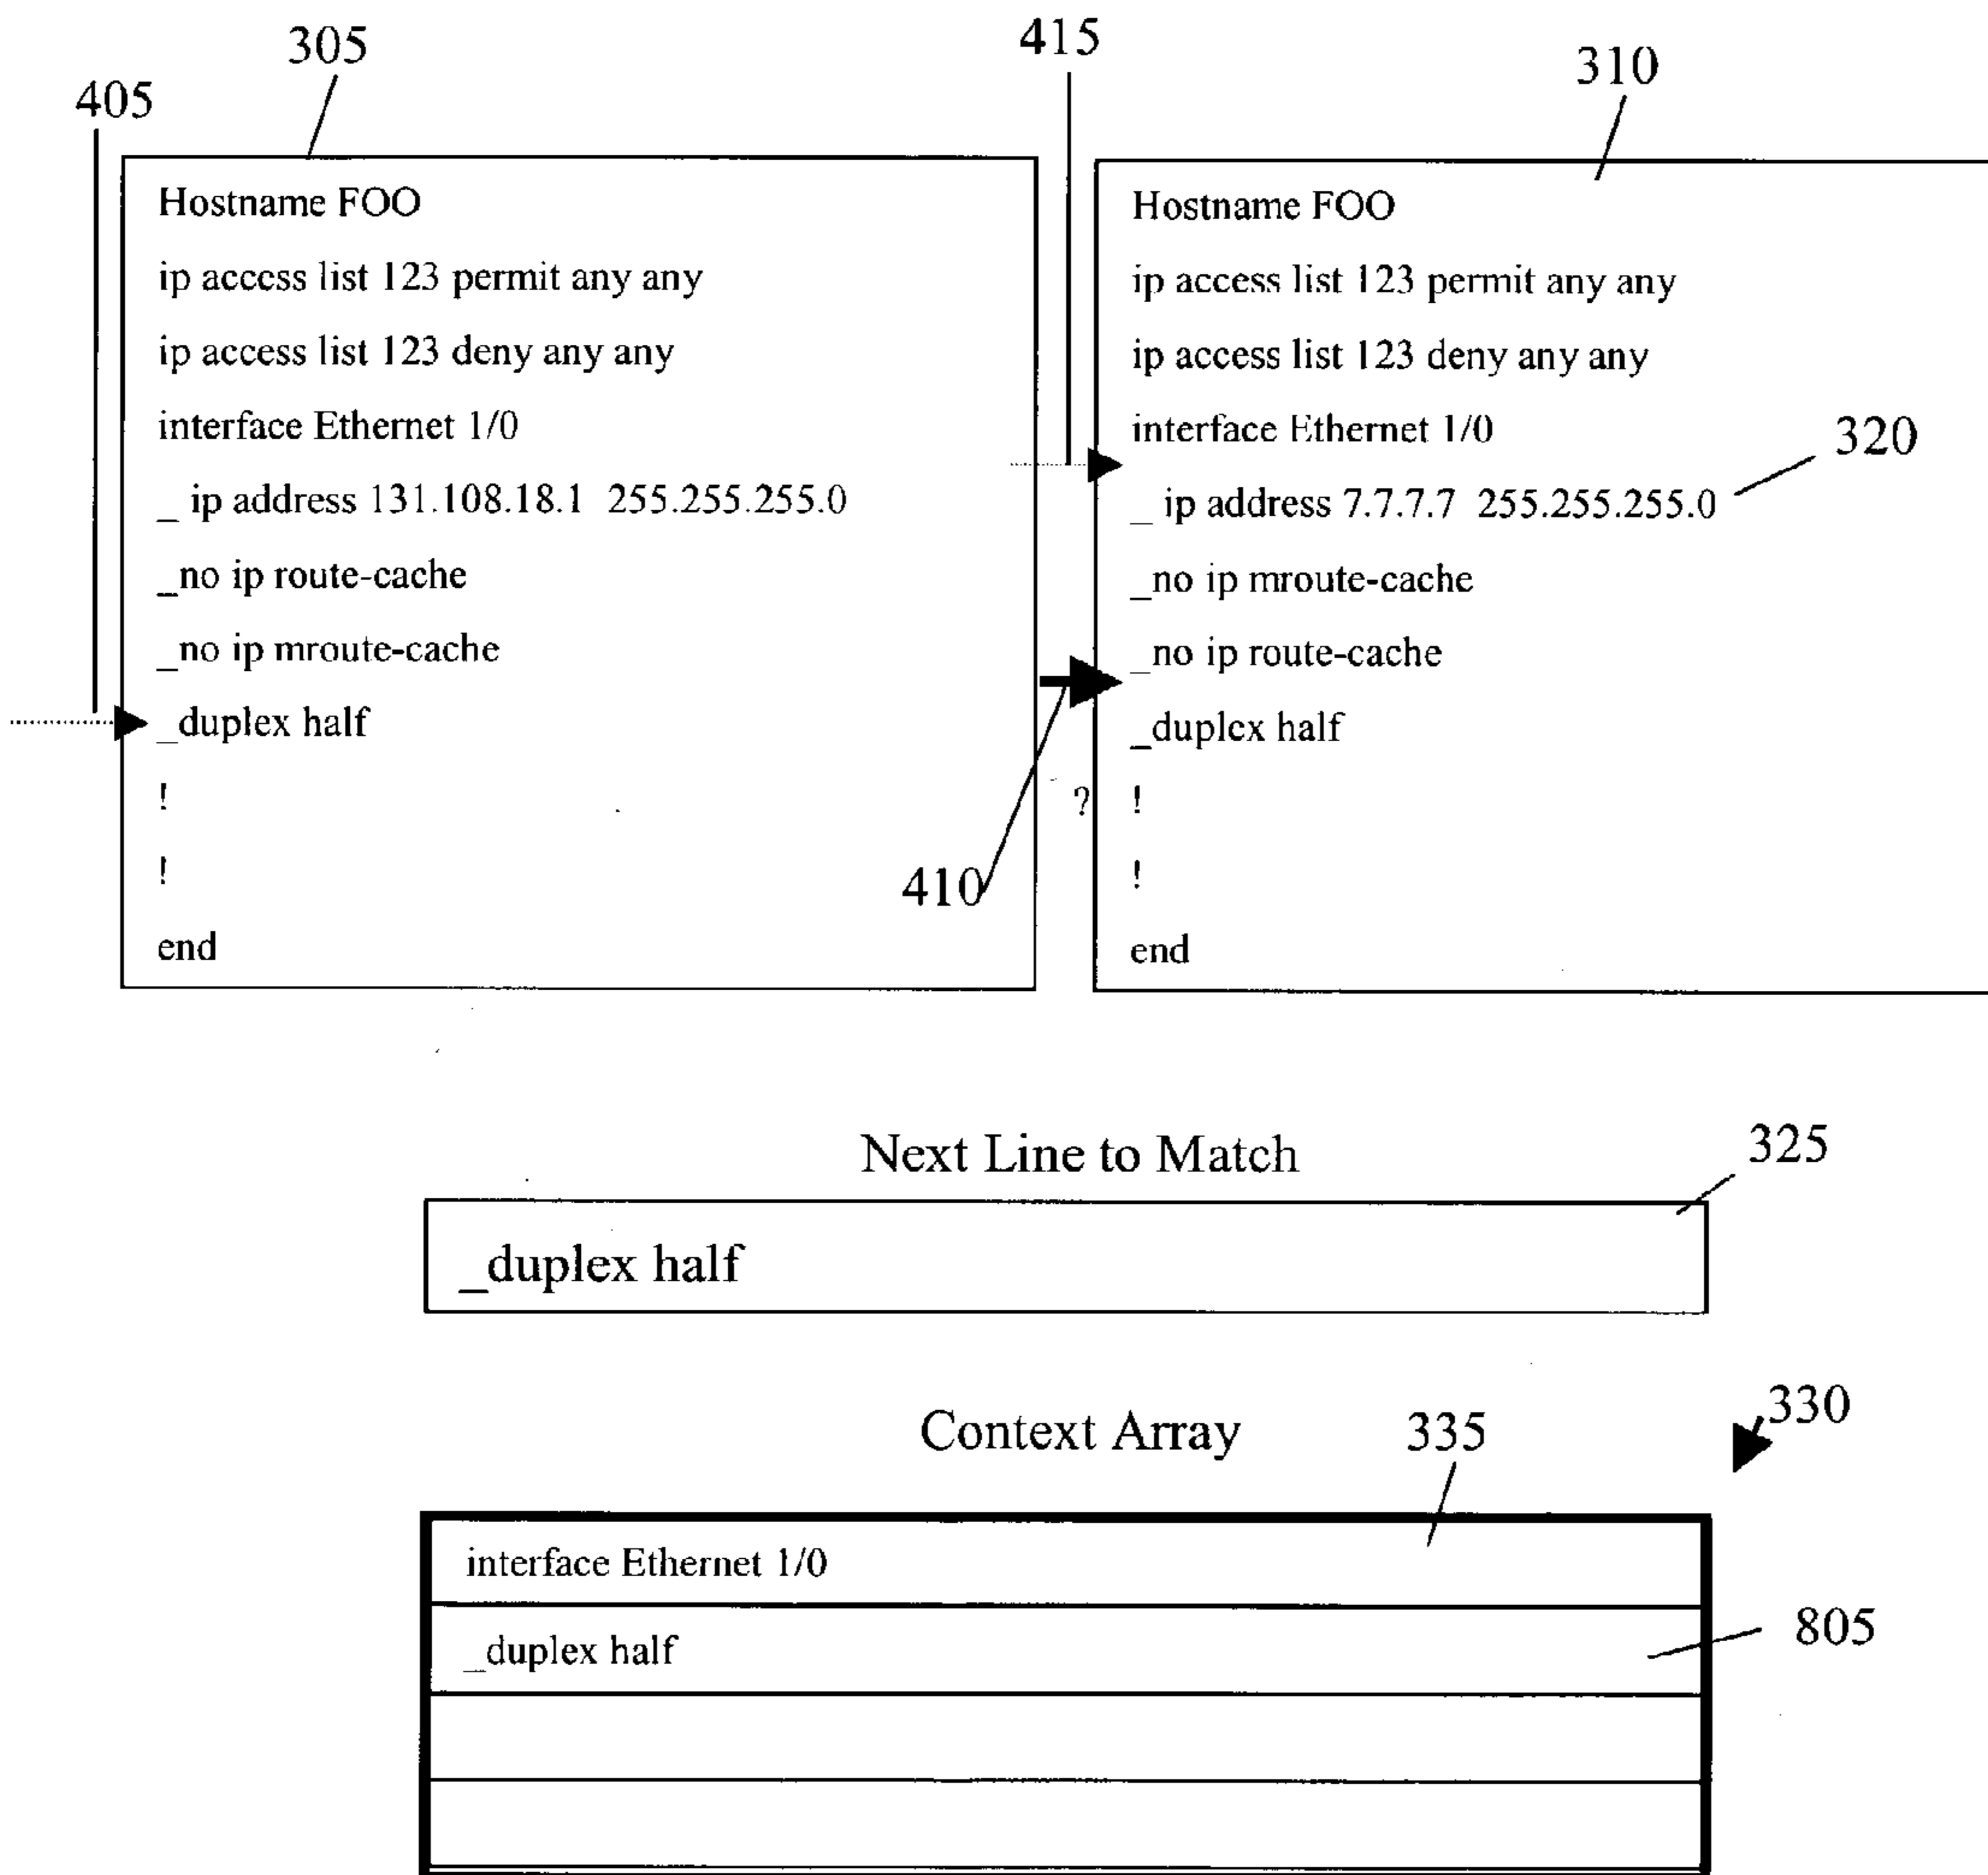 305
415
310
405
Hostname FOO
ip access list 123 permit any any
ip access list 123 deny any any
interface Ethernet 1/0
_ ip address 131.108.18.1 255.255.255.0
_no ip route-cache
_no ip mroute-cache
_duplex half
!
!
end
Hostname FOO
ip access list 123 permit any any
ip access list 123 deny any any
interface Ethernet 1/0
_ ip address 7.7.7.7 255.255.255.0
_no ip mroute-cache
_no ip route-cache
_duplex half
? !
!
end
320
410
Next Line to Match
325
_duplex half
Context Array
335
330
interface Ethernet 1/0
_duplex half
805